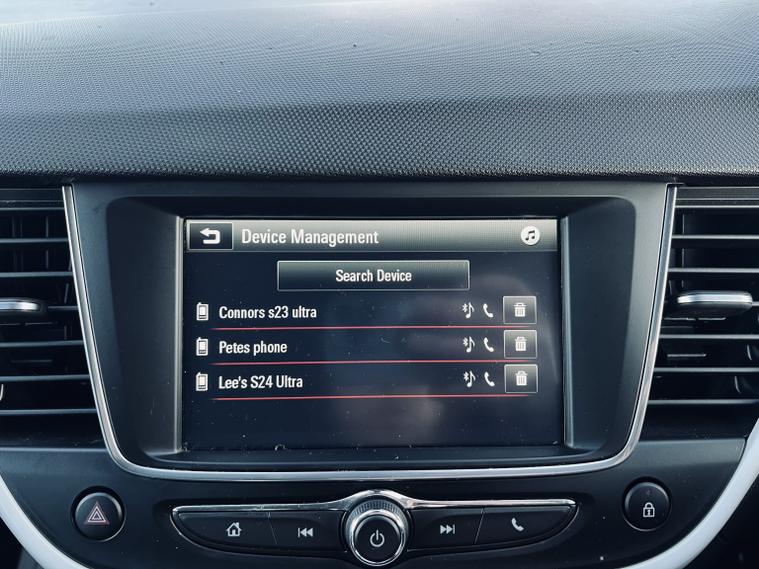 Device Management
Search Device
Connors s23 ultra
Petes phone
Lee's S24 Ultra